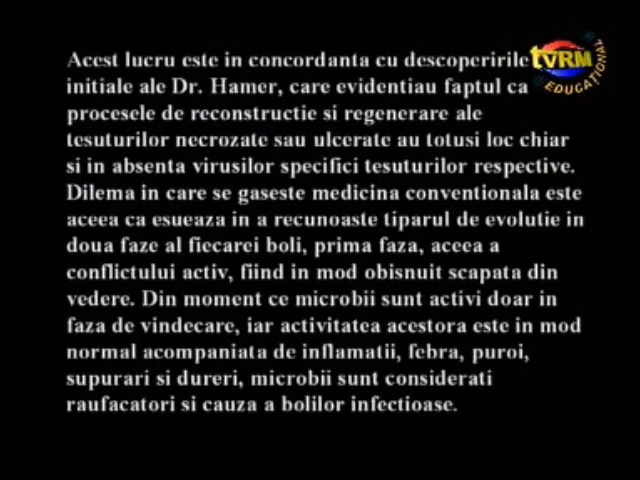 Acest lucru este in concordanta cu descoperirile
initiale ale Dr. Hamer, care evidentiau faptul ca
procesele de reconstructie si regenerare ale
tesuturilor necrozate sau ulcerate au totusi loc chiar
si in absenta virusilor specifici tesuturilor respective.
Dilema in care se gaseste medicina conventionala este
aceea ca esueaza in a recunoaste tiparul de evolutie in
doua faze al fiecarei boli, prima faza, aceea a
conflictului activ, fiind in mod obisnuit scapata din
vedere. Din moment ce microbii sunt activi doar in
faza de vindecare, iar activitatea acestora este in mod
normal acompaniata de inflamatii, febra, puroi,
supurari si dureri, microbii sunt considerati
raufacatori si cauza a bolilor infectioase.
tvRM
EDUCAȚIONAL